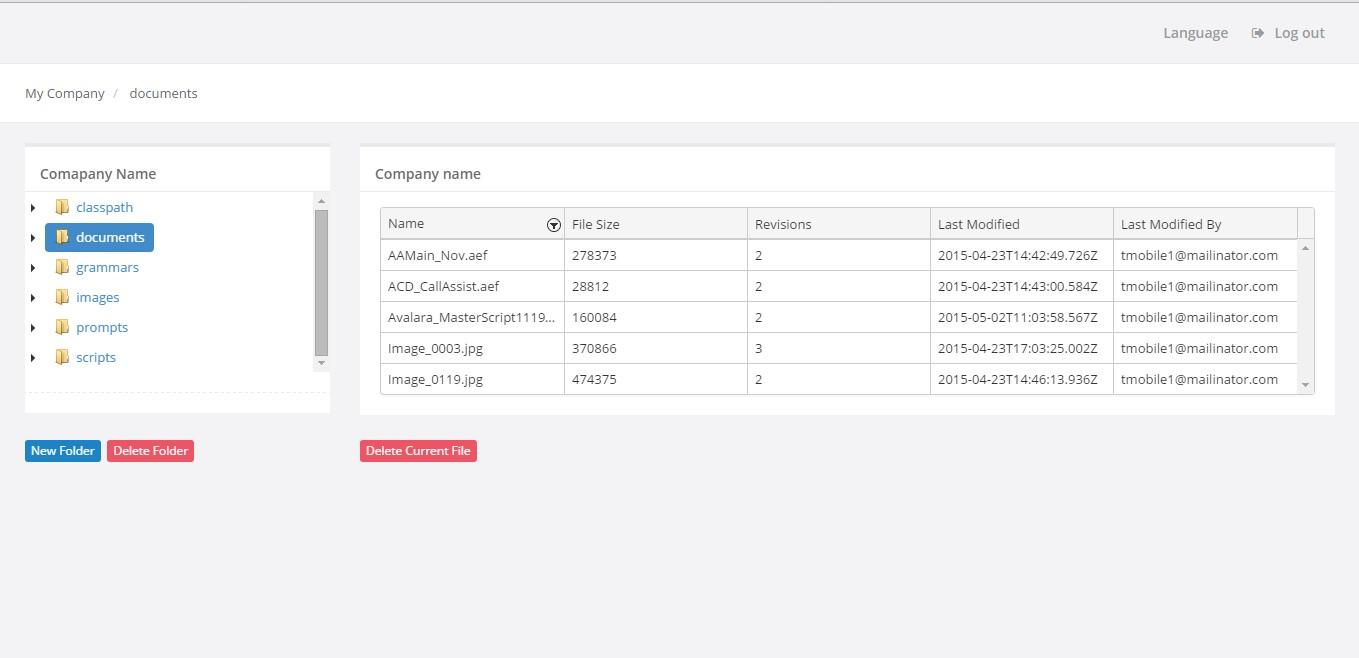 Language Log out
My Company / documents
Comapany Name
classpath
documents
grammars
images
prompts
scripts
New Folder Delete Folder
Company name
Name File Size Revisions Last Modified Last Modified By
AAMain_Nov.aef 278373 2 2015-04-23T14:42:49.726Z tmobile1@mailinator.com
ACD_CallAssist.aef 28812 2 2015-04-23T14:43:00.584Z tmobile1@mailinator.com
Avalara_MasterScript1119... 160084 2 2015-05-02T11:03:58.567Z tmobile1@mailinator.com
Image_0003.jpg 370866 3 2015-04-23T17:03:25.002Z tmobile1@mailinator.com
Image_0119.jpg 474375 2 2015-04-23T14:46:13.936Z tmobile1@mailinator.com
Delete Current File